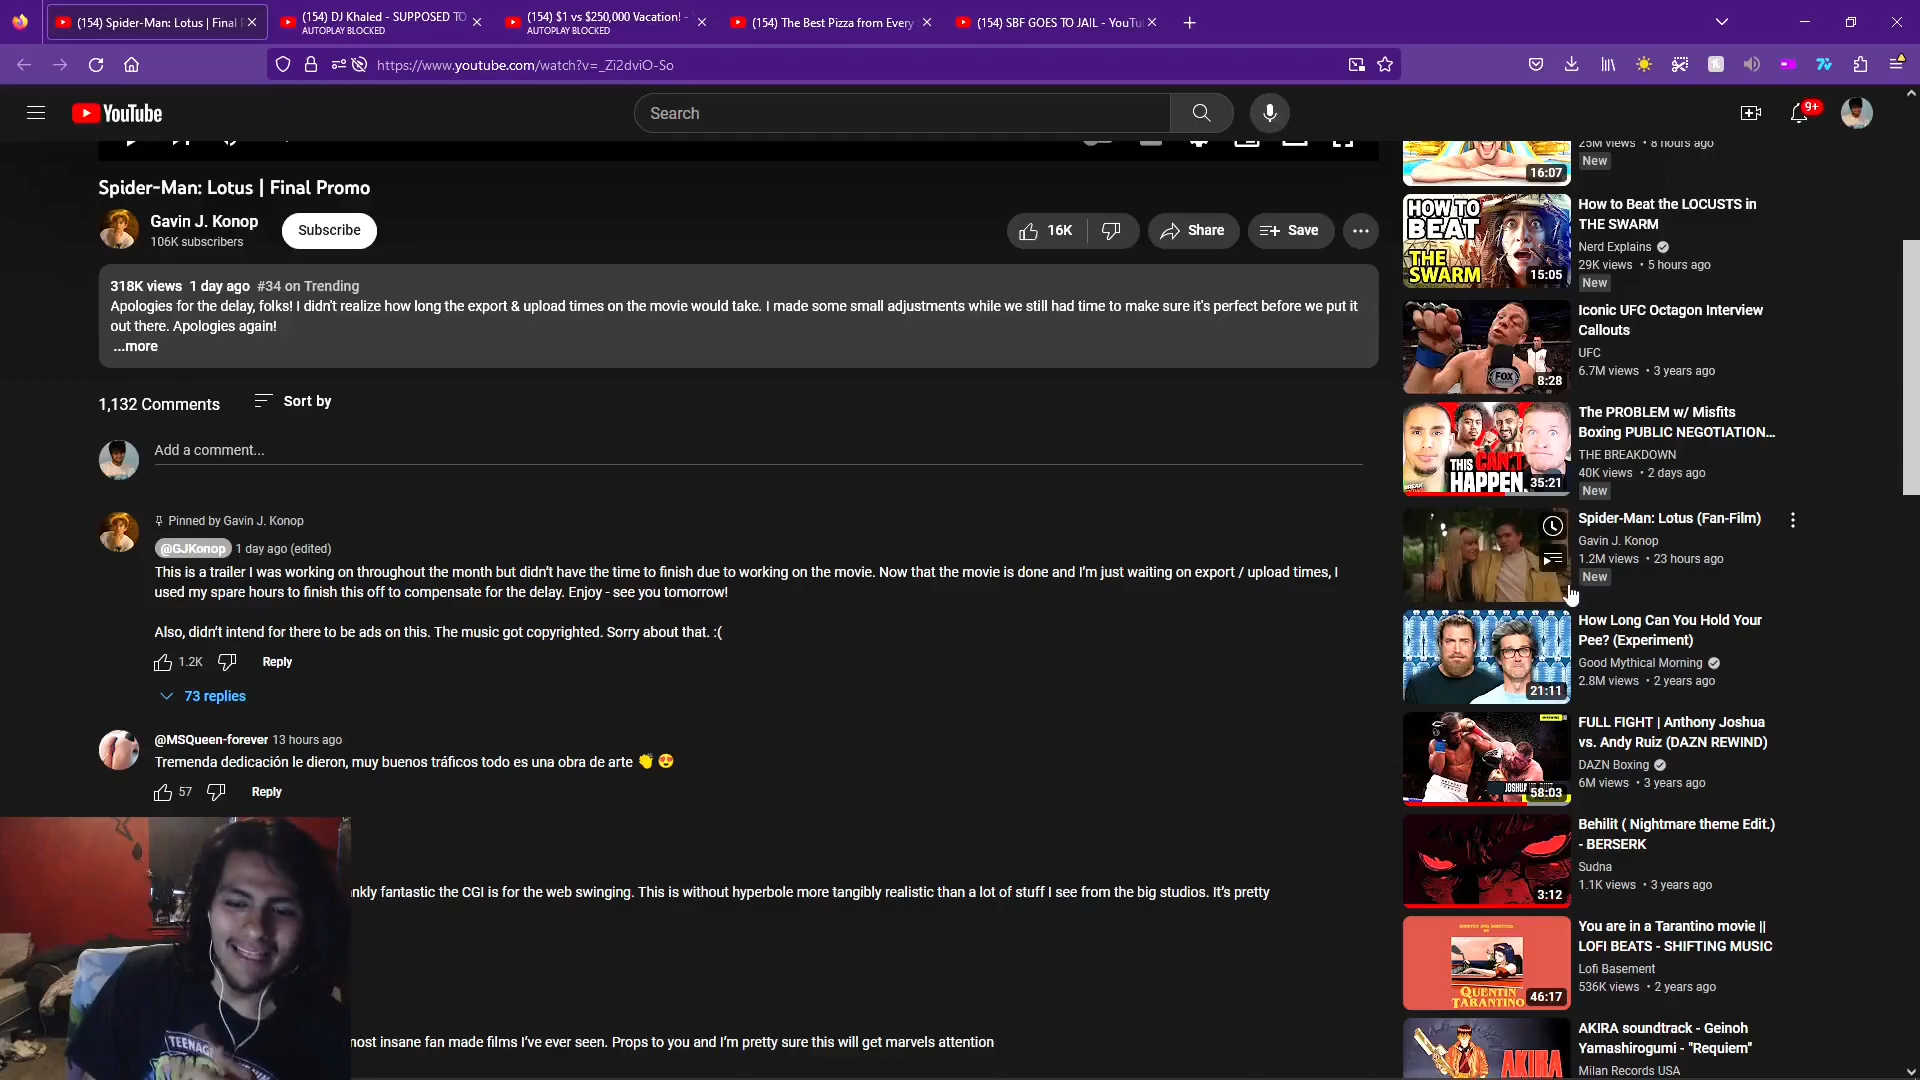 (154) Spider-Man: Lotus | Final
(154) DJ Khaled - SUPPOSED TO
AUTOPLAY BLOCKED
(154) $1 vs $250,000 Vacation! -
AUTOPLAY BLOCKED
(154) The Best Pizza from Every
(154) SBF GOES TO JAIL - YouTu
https://www.youtube.com/watch?v=_Zi2dviO-So
YouTube
Search
9+
Spider-Man: Lotus | Final Promo
Gavin J. Konop
106K subscribers
Subscribe
16K
Share
Save
318K views 1 day ago #34 on Trending
Apologies for the delay, folks! I didn't realize how long the export & upload times on the movie would take. I made some small adjustments while we still had time to make sure it's perfect before we put it
out there. Apologies again!
...more
1,132 Comments
Sort by
Add a comment...
Pinned by Gavin J. Konop
@GJKonop 1 day ago (edited)
This is a trailer I was working on throughout the month but didn't have the time to finish due to working on the movie. Now that the movie is done and I'm just waiting on export / upload times, I
used my spare hours to finish this off to compensate for the delay. Enjoy - see you tomorrow!
Also, didn't intend for there to be ads on this. The music got copyrighted. Sorry about that. :(
1.2K
Reply
73 replies
@MSQueen-forever 13 hours ago
Tremenda dedicación le dieron, muy buenos tráficos todo es una obra de arte 👏 😍
57
Reply
nkly fantastic the CGI is for the web swinging. This is without hyperbole more tangibly realistic than a lot of stuff I see from the big studios. It's pretty
most insane fan made films I've ever seen. Props to you and I'm pretty sure this will get marvels attention
TEENAGE
16:07
25M views • 8 hours ago
New
HOW TO
BEAT
THE
SWARM
15:05
How to Beat the LOCUSTS in
THE SWARM
Nerd Explains
29K views • 5 hours ago
New
FOX
8:28
Iconic UFC Octagon Interview
Callouts
UFC
6.7M views • 3 years ago
THIS CAN'T
HAPPEN
35:21
The PROBLEM w/ Misfits
Boxing PUBLIC NEGOTIATION...
THE BREAKDOWN
40K views • 2 days ago
New
Spider-Man: Lotus (Fan-Film)
Gavin J. Konop
1.2M views • 23 hours ago
New
21:11
How Long Can You Hold Your
Pee? (Experiment)
Good Mythical Morning
2.8M views • 2 years ago
58:03
FULL FIGHT | Anthony Joshua
vs. Andy Ruiz (DAZN REWIND)
DAZN Boxing
6M views • 3 years ago
3:12
Behilit ( Nightmare theme Edit.)
- BERSERK
Sudna
1.1K views • 3 years ago
QUENTIN
TARANTINO
46:17
You are in a Tarantino movie ||
LOFI BEATS - SHIFTING MUSIC
Lofi Basement
536K views • 2 years ago
AKIRA
AKIRA soundtrack - Geinoh
Yamashirogumi - "Requiem"
Milan Records USA